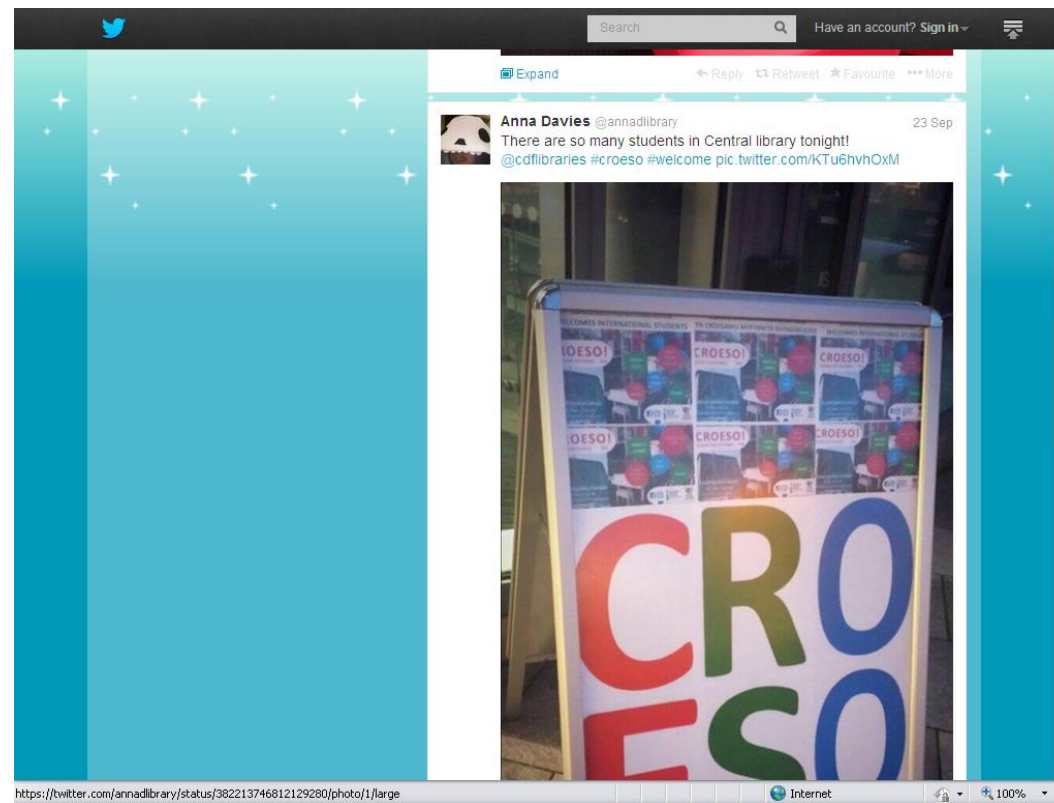 Search
Have an account? Sign in
Expand
Reply Retweet Favourite More
Anna Davies @annadlibrary 23 Sep
There are so many students in Central library tonight!
@cdflibraries #croeso #welcome pic.twitter.com/KTu6hvhOxM
WELCOMES INTERNATIONAL STUDENTS
CROESO! CROESO!
CROESO! CROESO!
CRO
ESO
https://twitter.com/annadlibrary/status/382213746812129280/photo/1/large
Internet
100%